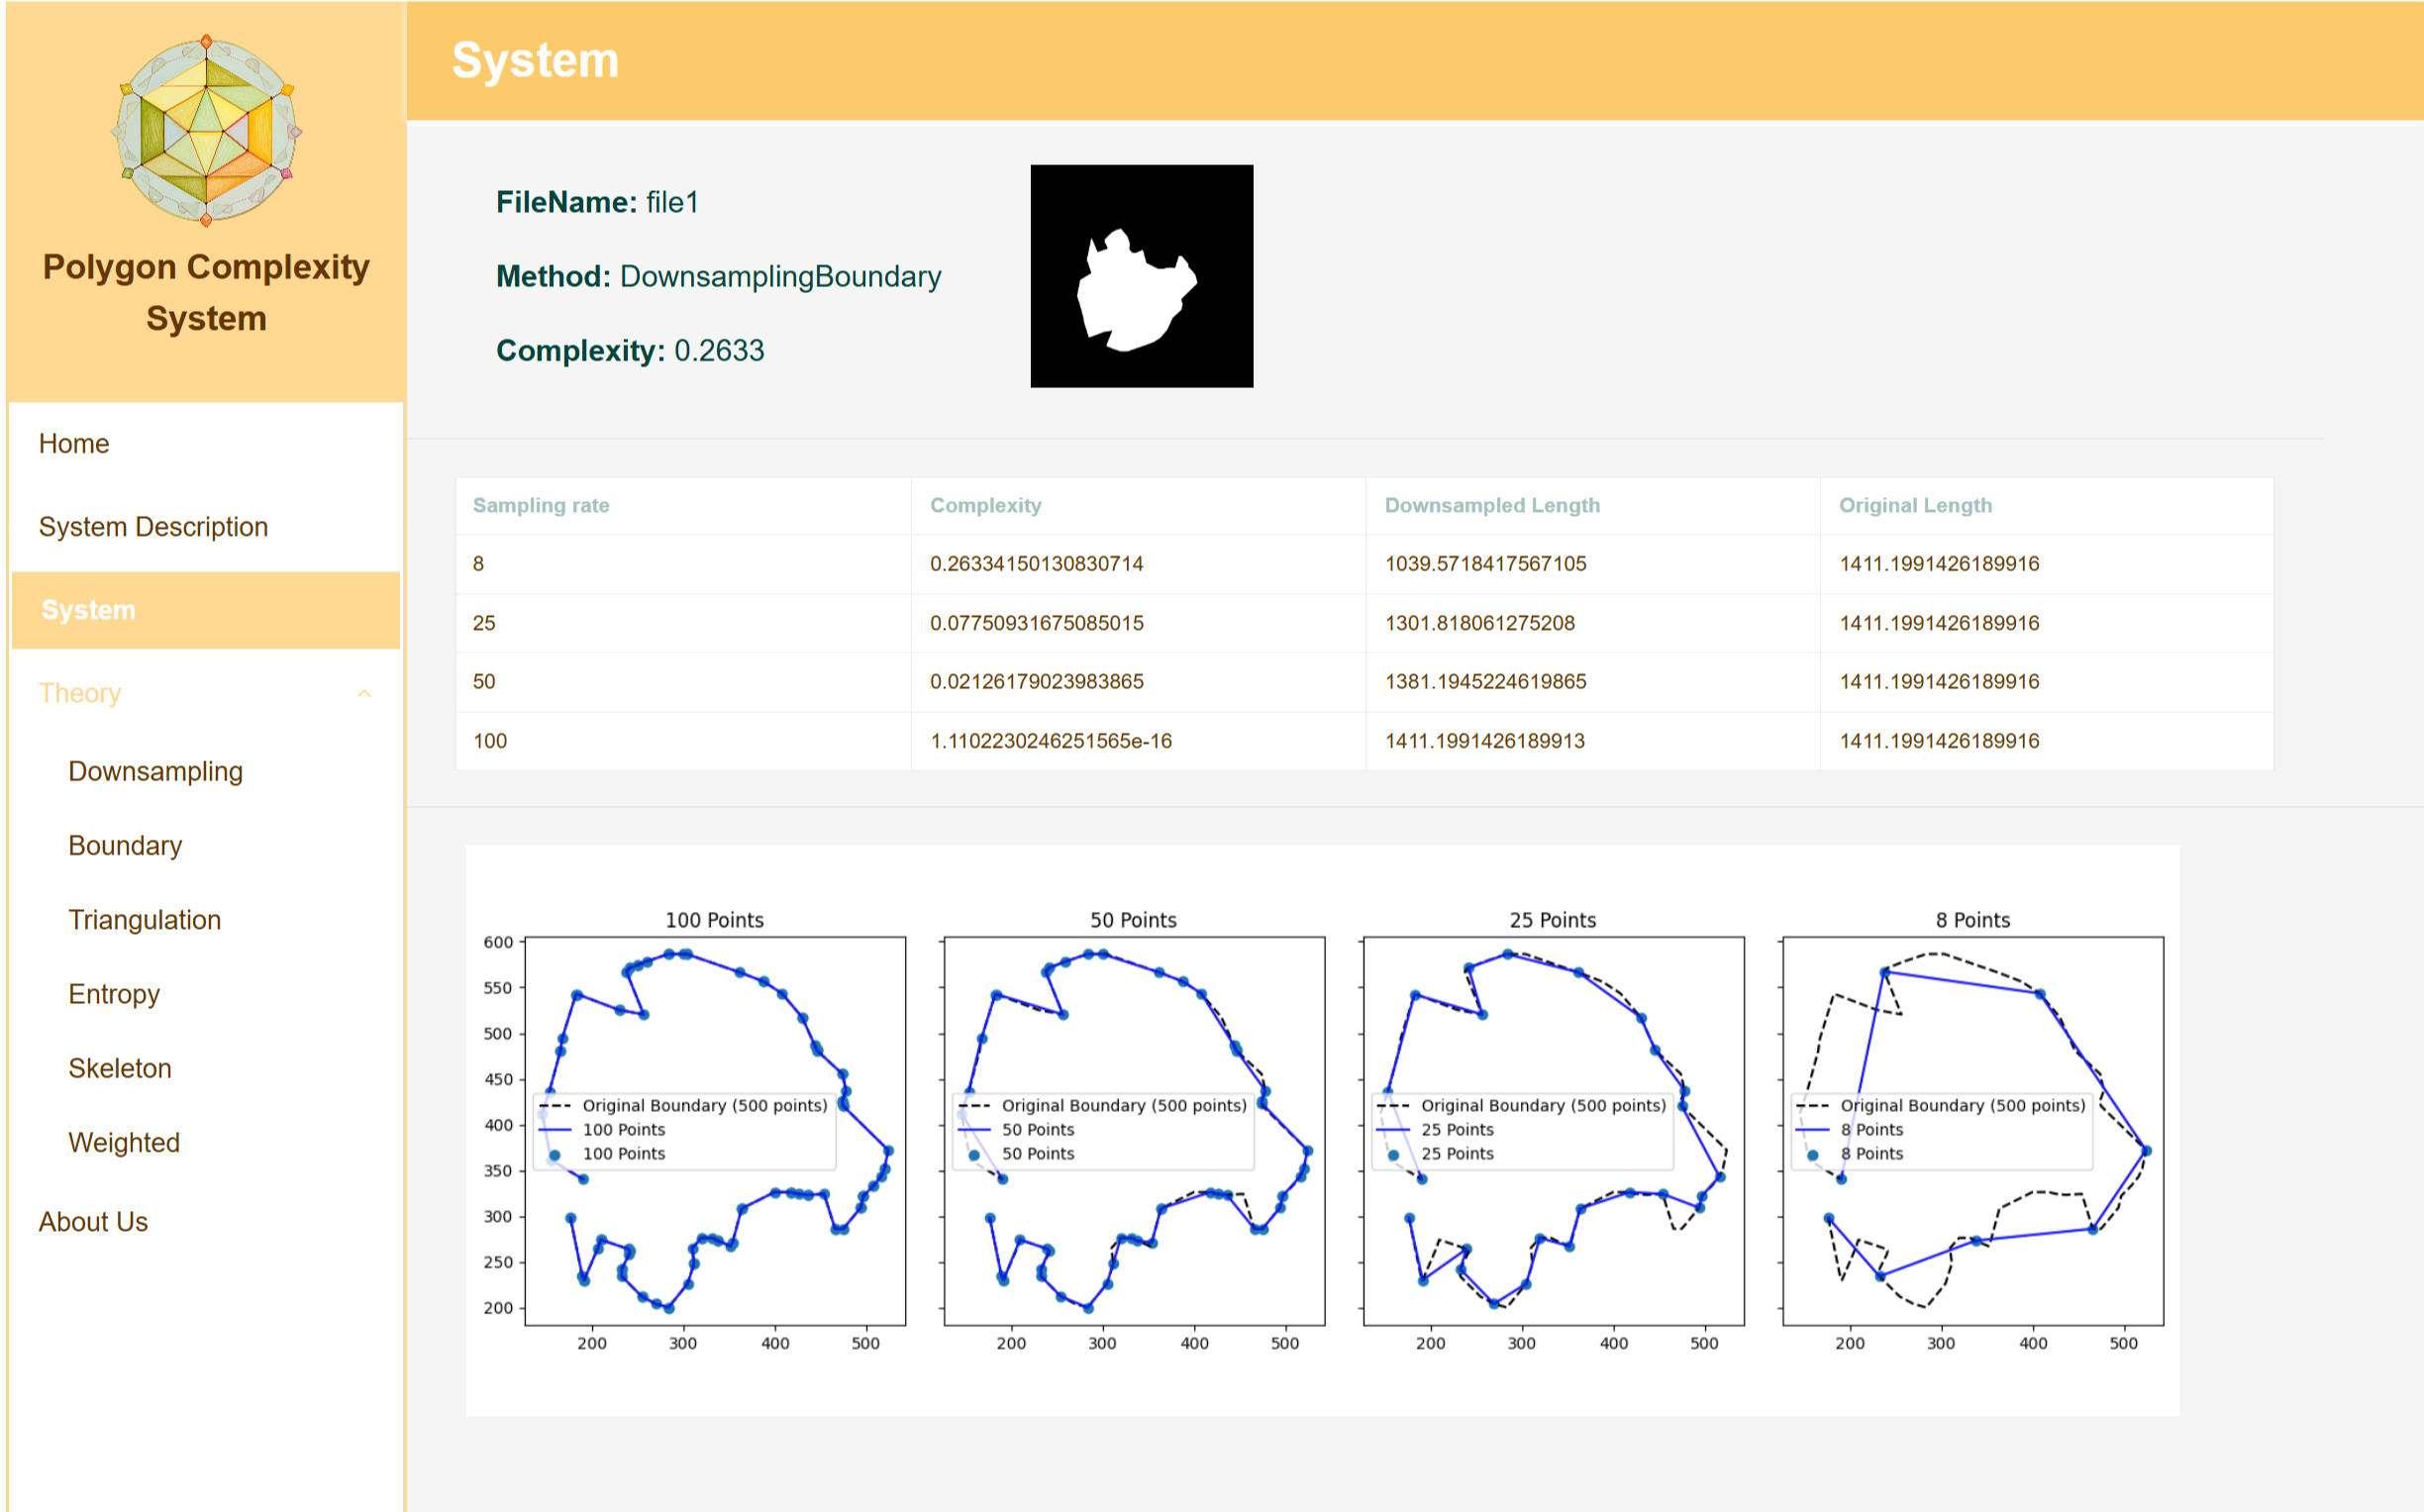 Polygon Complexity
System
Home
System Description
System
Theory
Downsampling
Boundary
Triangulation
Entropy
Skeleton
Weighted
About Us
System
FileName: file1
Method: DownsamplingBoundary
Complexity: 0.2633
Sampling rate Complexity Downsampled Length Original Length
8 0.26334150130830714 1039.5718417567105 1411.1991426189916
25 0.07750931675085015 1301.818061275208 1411.1991426189916
50 0.02126179023983865 1381.1945224619865 1411.1991426189916
100 1.1102230246251565e-16 1411.1991426189913 1411.1991426189916
100 Points
600
550
500
450
400
350
300
250
200
Original Boundary (500 points)
100 Points
100 Points
200 300 400 500
50 Points
Original Boundary (500 points)
50 Points
50 Points
200 300 400 500
25 Points
Original Boundary (500 points)
25 Points
25 Points
200 300 400 500
8 Points
Original Boundary (500 points)
8 Points
8 Points
200 300 400 500